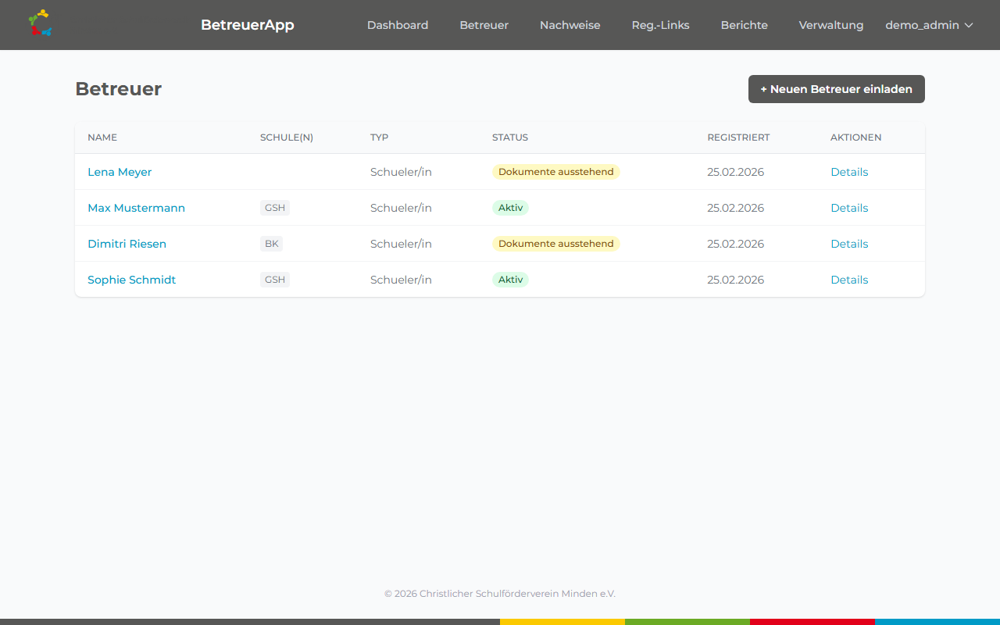 BetreuerApp Dashboard Betreuer Nachweise Reg.-Links Berichte Verwaltung demo_admin
Betreuer + Neuen Betreuer einladen
NAME SCHULE(N) TYP STATUS REGISTRIERT AKTIONEN
Lena Meyer Schueler/in Dokumente ausstehend 25.02.2026 Details
Max Mustermann GSH Schueler/in Aktiv 25.02.2026 Details
Dimitri Riesen BK Schueler/in Dokumente ausstehend 25.02.2026 Details
Sophie Schmidt GSH Schueler/in Aktiv 25.02.2026 Details
© 2026 Christlicher Schulförderverein Minden e.V.